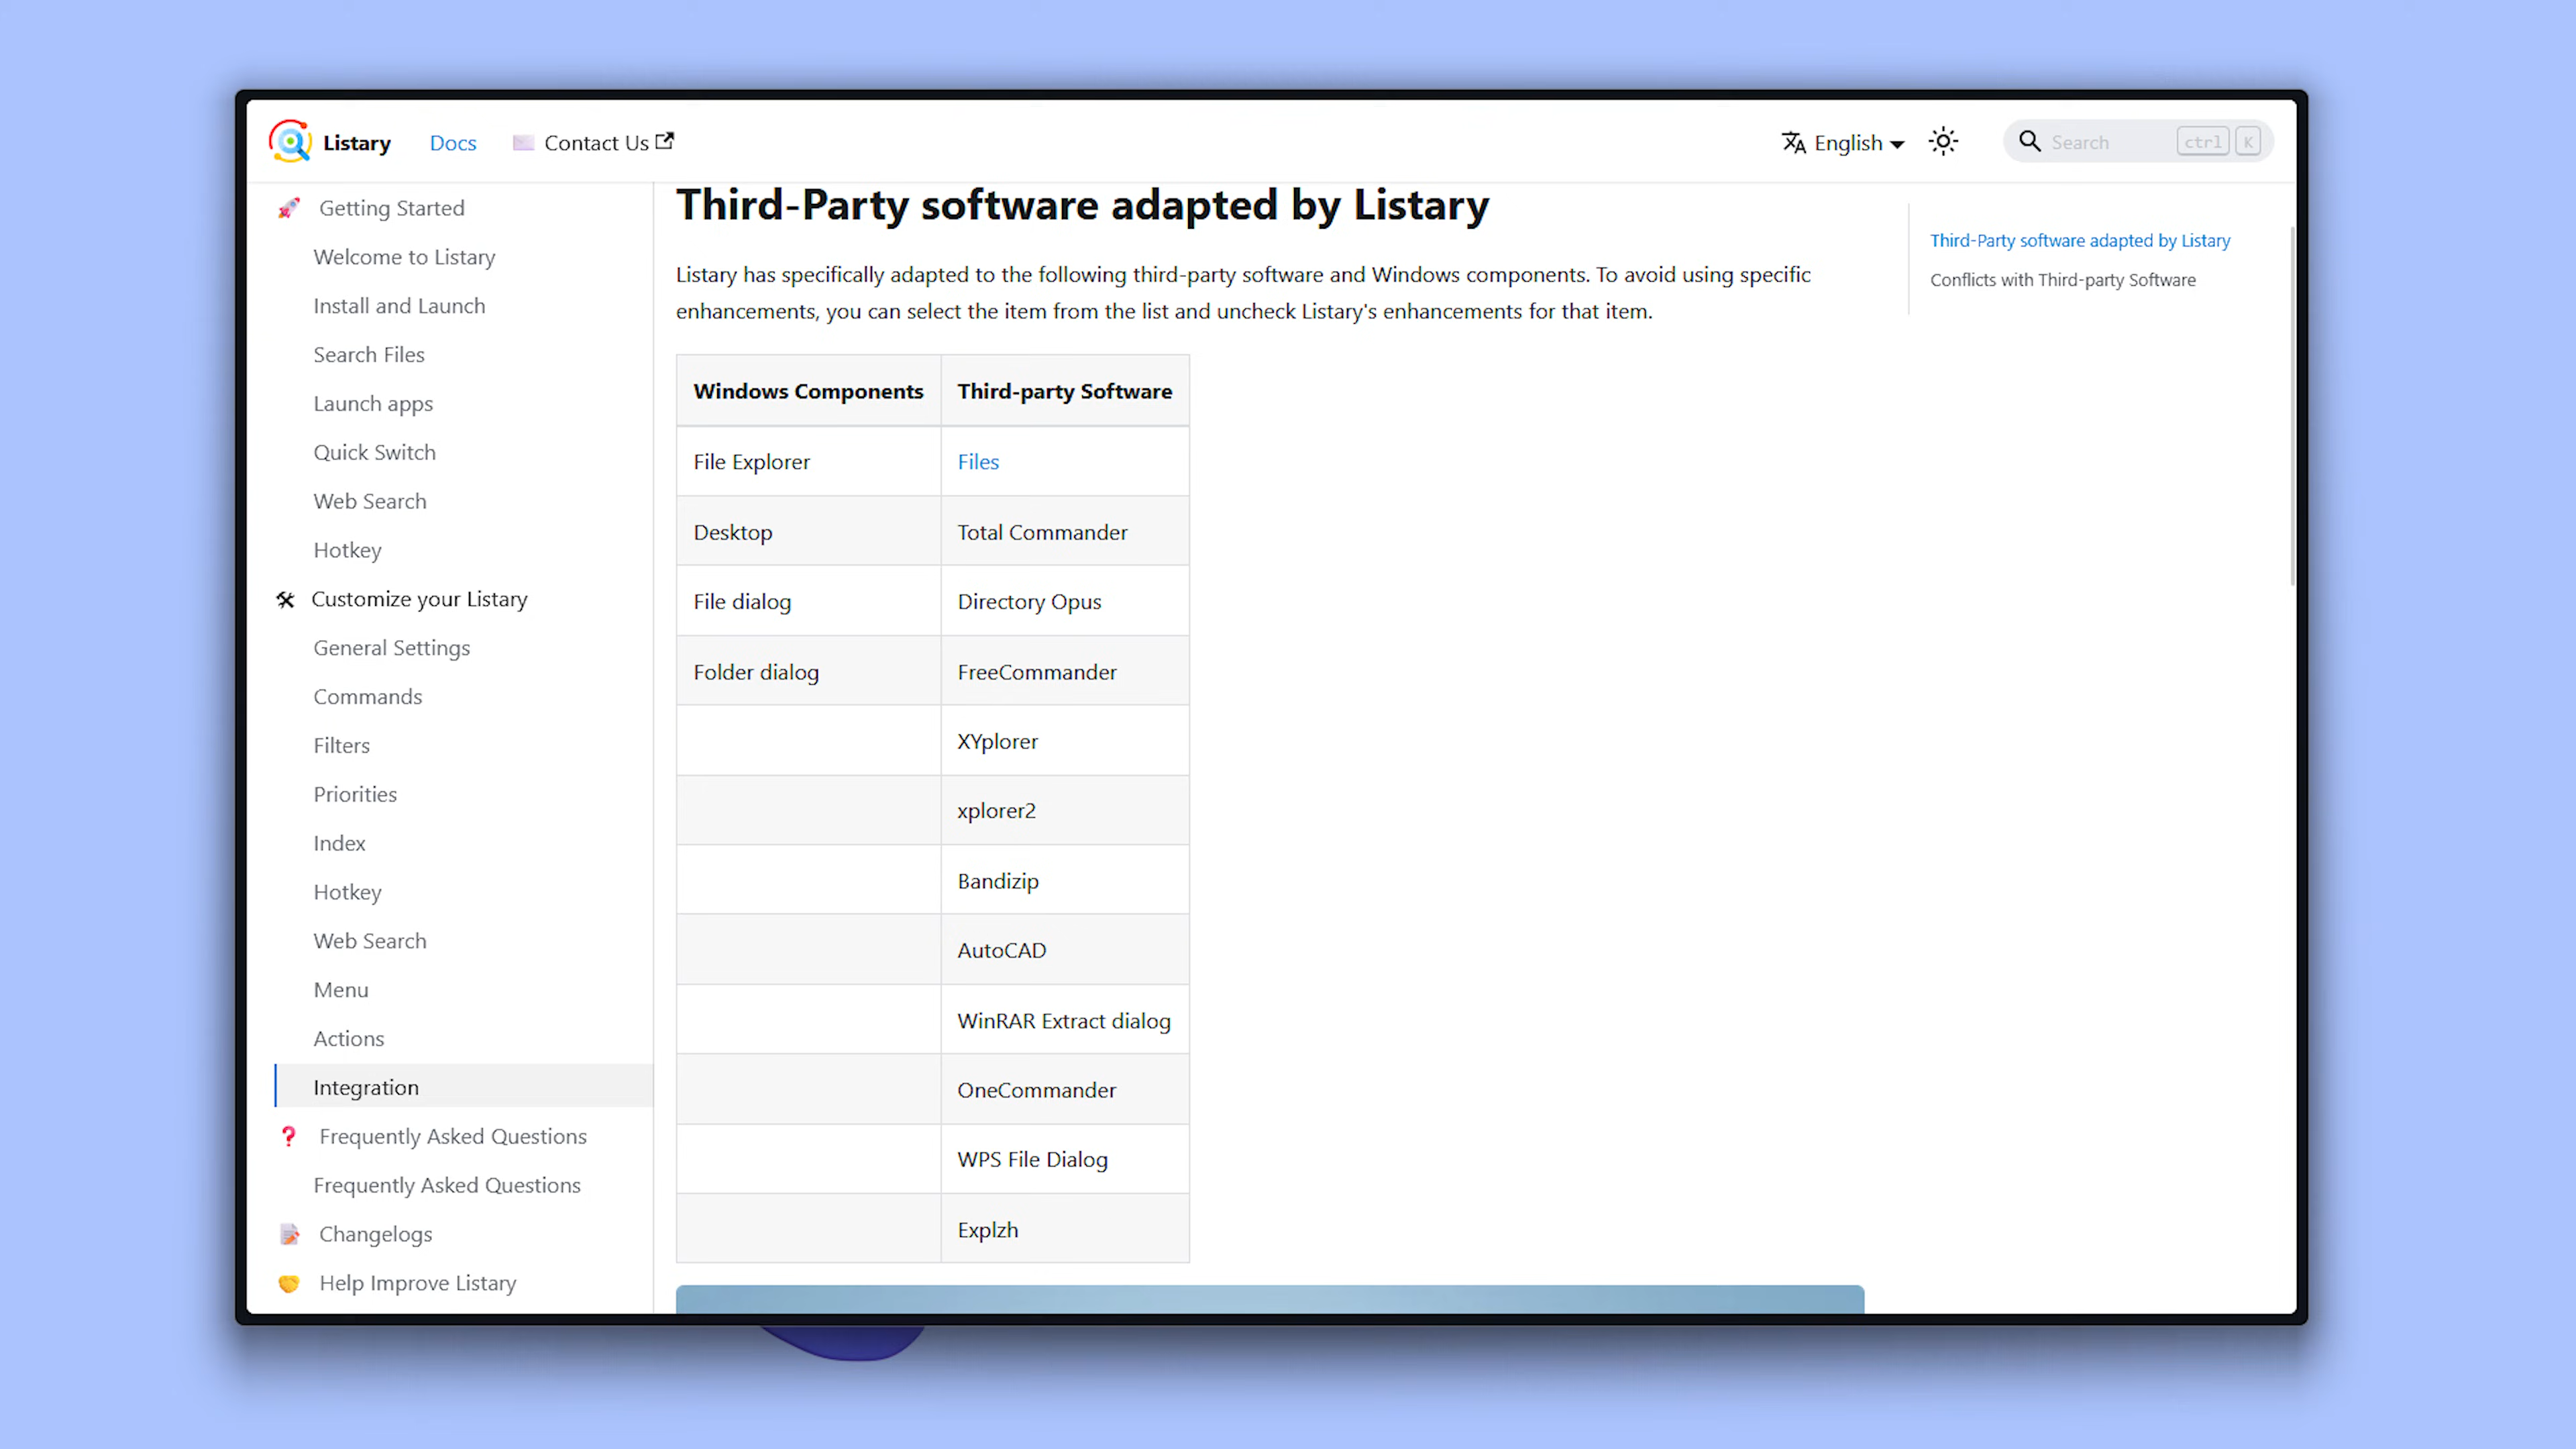 Listary
Docs
Contact Us
English
Search
ctrl
K
Getting Started
Welcome to Listary
Install and Launch
Search Files
Launch apps
Quick Switch
Web Search
Hotkey
Customize your Listary
General Settings
Commands
Filters
Priorities
Index
Hotkey
Web Search
Menu
Actions
Integration
Frequently Asked Questions
Frequently Asked Questions
Changelogs
Help Improve Listary
Third-Party software adapted by Listary
Listary has specifically adapted to the following third-party software and Windows components. To avoid using specific
enhancements, you can select the item from the list and uncheck Listary's enhancements for that item.
Windows Components Third-party Software
File Explorer Files
Desktop Total Commander
File dialog Directory Opus
Folder dialog FreeCommander
XYplorer
xplorer2
Bandizip
AutoCAD
WinRAR Extract dialog
OneCommander
WPS File Dialog
Explzh
Third-Party software adapted by Listary
Conflicts with Third-party Software